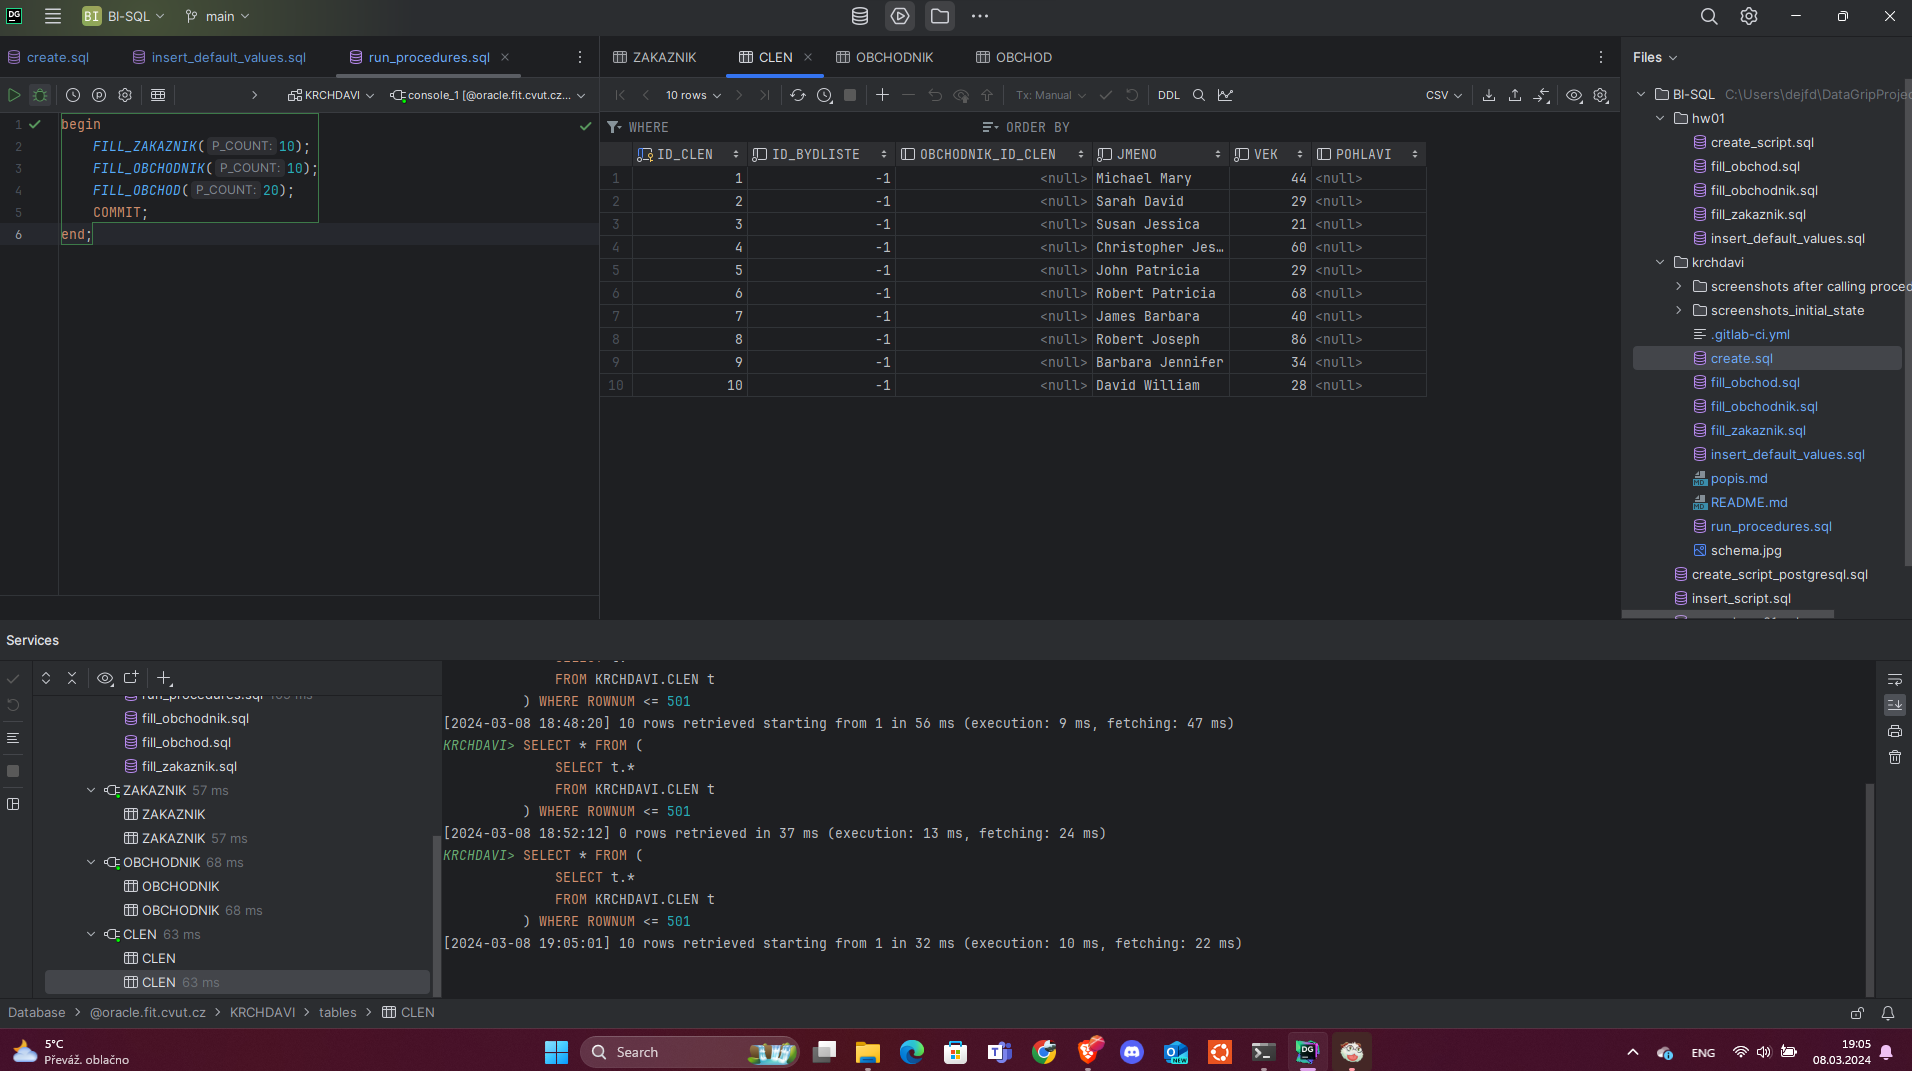 DG BI BI-SQL main
create.sql insert_default_values.sql run_procedures.sql
KRCHDAVI console_1 [@oracle.fit.cvut.cz...
1 begin
2 FILL_ZAKAZNIK( P_COUNT: 10);
3 FILL_OBCHODNIK( P_COUNT: 10);
4 FILL_OBCHOD( P_COUNT: 20);
5 COMMIT;
6 end;
ZAKAZNIK CLEN OBCHODNIK OBCHOD
10 rows Tx: Manual DDL CSV
WHERE ORDER BY
ID_CLEN ID_BYDLISTE OBCHODNIK_ID_CLEN JMENO VEK POHLAVI
1 1 -1 <null> Michael Mary 44 <null>
2 2 -1 <null> Sarah David 29 <null>
3 3 -1 <null> Susan Jessica 21 <null>
4 4 -1 <null> Christopher Jes… 60 <null>
5 5 -1 <null> John Patricia 29 <null>
6 6 -1 <null> Robert Patricia 68 <null>
7 7 -1 <null> James Barbara 40 <null>
8 8 -1 <null> Robert Joseph 86 <null>
9 9 -1 <null> Barbara Jennifer 34 <null>
10 10 -1 <null> David William 28 <null>
Files
BI-SQL C:\Users\dejfd\DataGripProjec
hw01
create_script.sql
fill_obchod.sql
fill_obchodnik.sql
fill_zakaznik.sql
insert_default_values.sql
krchdavi
screenshots after calling proced
screenshots_initial_state
.gitlab-ci.yml
create.sql
fill_obchod.sql
fill_obchodnik.sql
fill_zakaznik.sql
insert_default_values.sql
popis.md
README.md
run_procedures.sql
schema.jpg
create_script_postgresql.sql
insert_script.sql
Services
run_procedures.sql
fill_obchodnik.sql
fill_obchod.sql
fill_zakaznik.sql
ZAKAZNIK 57 ms
ZAKAZNIK
ZAKAZNIK 57 ms
OBCHODNIK 68 ms
OBCHODNIK
OBCHODNIK 68 ms
CLEN 63 ms
CLEN
CLEN 63 ms
FROM KRCHDAVI.CLEN t
) WHERE ROWNUM <= 501
[2024-03-08 18:48:20] 10 rows retrieved starting from 1 in 56 ms (execution: 9 ms, fetching: 47 ms)
KRCHDAVI> SELECT * FROM (
SELECT t.*
FROM KRCHDAVI.CLEN t
) WHERE ROWNUM <= 501
[2024-03-08 18:52:12] 0 rows retrieved in 37 ms (execution: 13 ms, fetching: 24 ms)
KRCHDAVI> SELECT * FROM (
SELECT t.*
FROM KRCHDAVI.CLEN t
) WHERE ROWNUM <= 501
[2024-03-08 19:05:01] 10 rows retrieved starting from 1 in 32 ms (execution: 10 ms, fetching: 22 ms)
Database > @oracle.fit.cvut.cz > KRCHDAVI > tables > CLEN
5°C
Převáž. oblačno
Search
ENG
19:05
08.03.2024